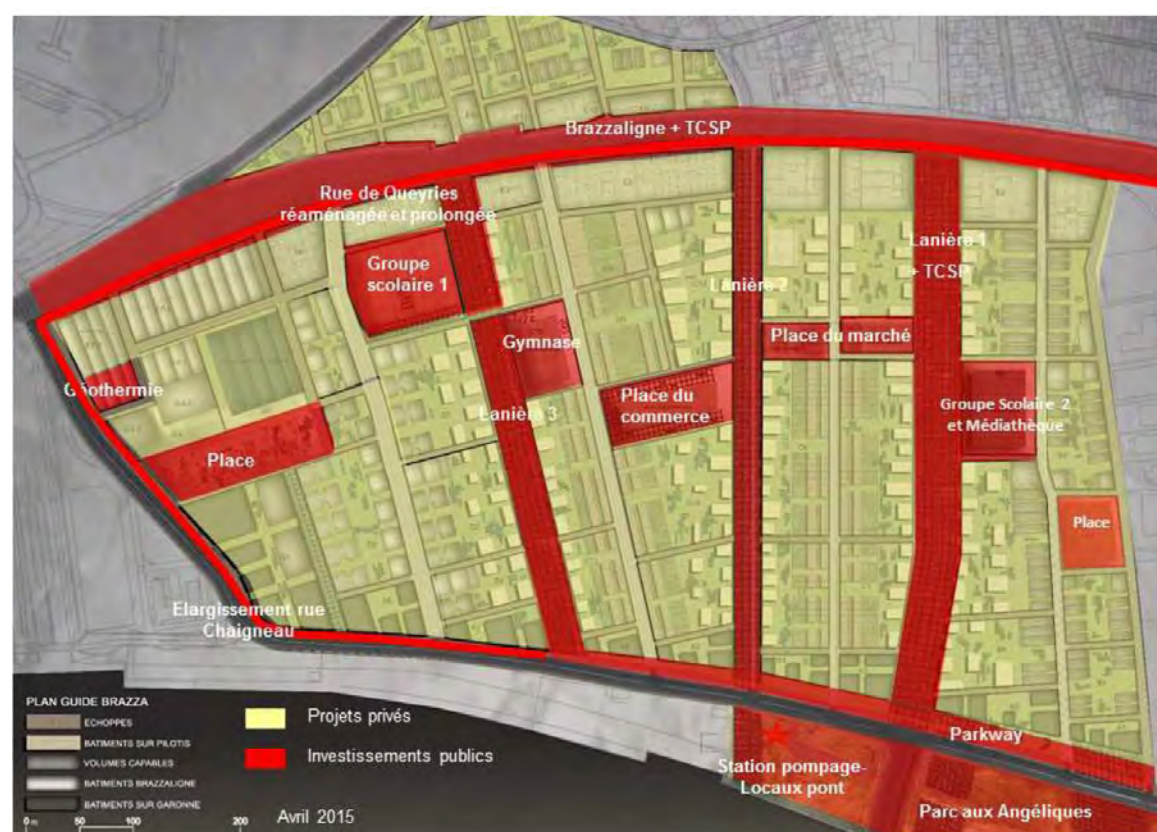 Brazzaligne + TCSP
Rue de Queyries
réaménagée et prolongée
Groupe
scolaire 1
Lanière 1
+ TCSP
Lanière 2
Gymnase
Place du marché
Géothermie
Place du
commerce
Lanière 3
Groupe Scolaire 2
et Médiathèque
Place
Place
Elargissement rue
Chaigneau
PLAN GUIDE BRAZZA
ECHOPPES
BATIMENTS SUR PILOTIS
VOLUMES CAPABLES
BATIMENTS BRAZZALIGNE
BATIMENTS SUR GARONNE
0 m 50 100 200
Projets privés
Investissements publics
Avril 2015
Parkway
Station pompage-
Locaux pont
Parc aux Angéliques